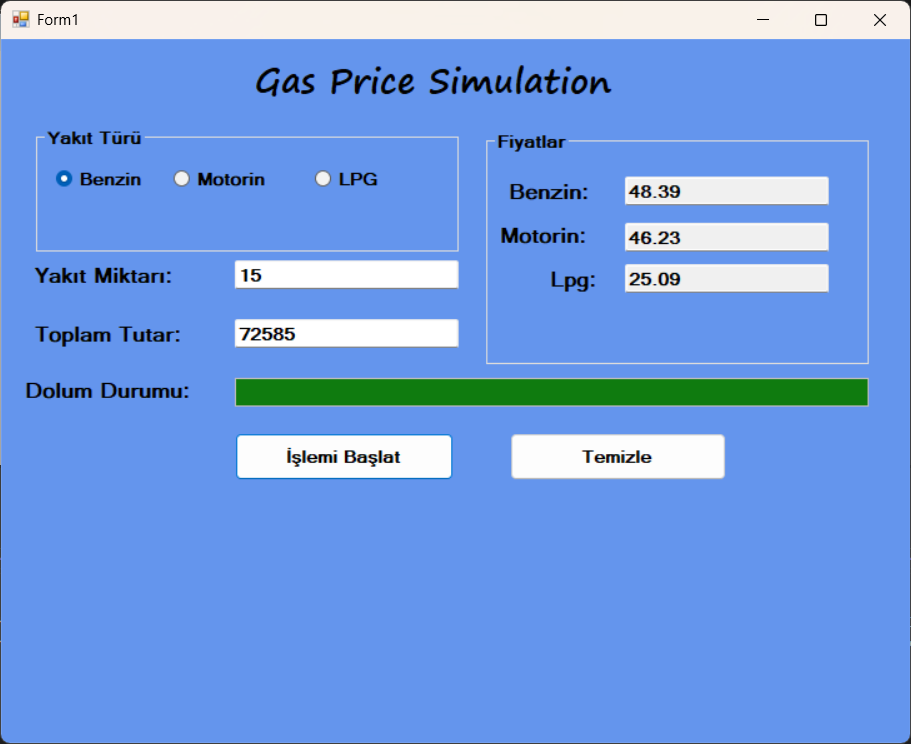 Form1
Gas Price Simulation
Yakıt Türü
Benzin Motorin LPG
Yakıt Miktarı: 15
Toplam Tutar: 72585
Fiyatlar
Benzin: 48.39
Motorin: 46.23
Lpg: 25.09
Dolum Durumu:
İşlemi Başlat Temizle